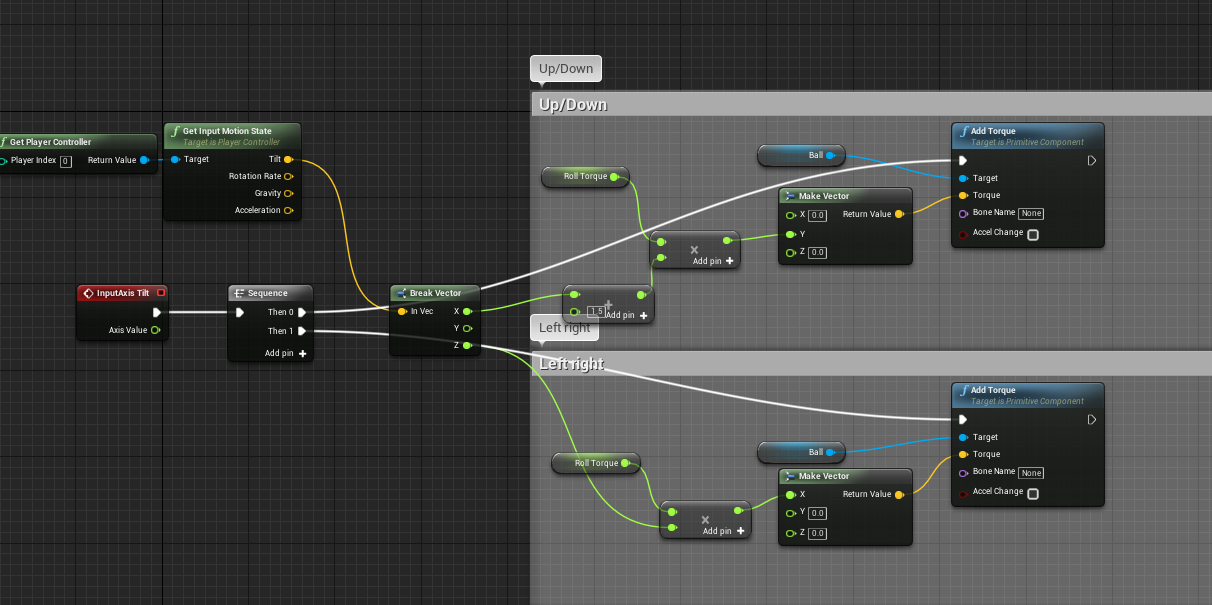 Up/Down
Up/Down
Get Player Controller
Player Index 0
Return Value
Get Input Motion State
Target is Player Controller
Target
Tilt
Rotation Rate
Gravity
Acceleration
Roll Torque
Ball
Add Torque
Target is Primitive Component
Target
Torque
Bone Name None
Accel Change
Make Vector
X 0.0
Return Value
Y
Z 0.0
×
Add pin +
InputAxis Tilt
Axis Value
Sequence
Then 0
Then 1
Add pin +
Break Vector
In Vec
X
Y
Z
+
1.5
Add pin +
Left right
Left right
Roll Torque
×
Add pin +
Ball
Make Vector
X
Return Value
Y 0.0
Z 0.0
Add Torque
Target is Primitive Component
Target
Torque
Bone Name None
Accel Change